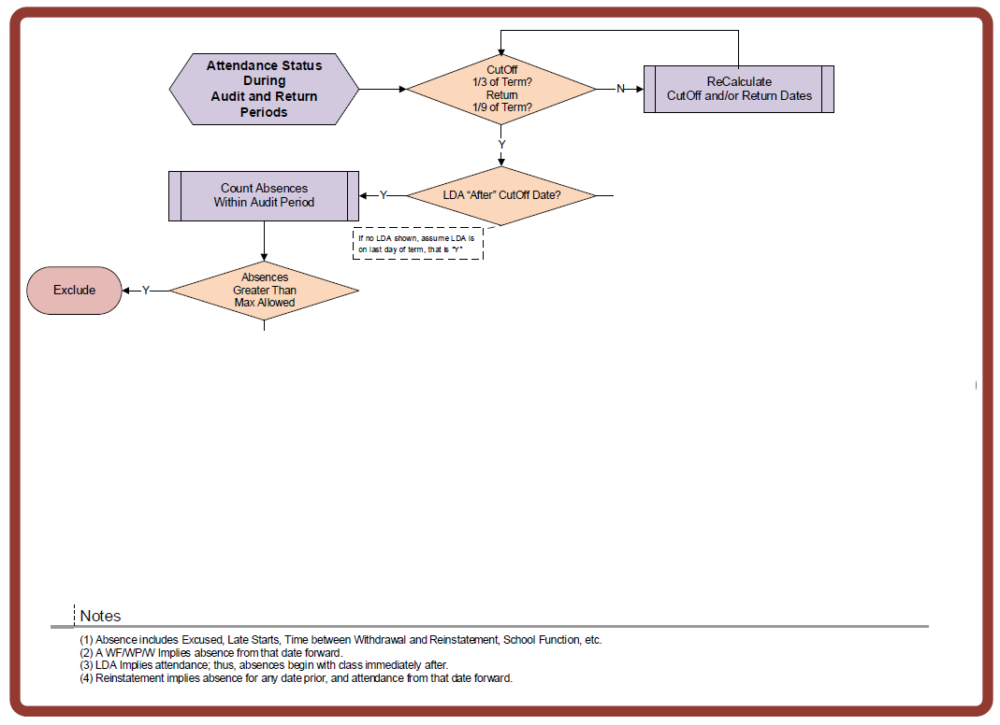 Attendance Status
During
Audit and Return
Periods
CutOff
1/3 of Term?
Return
1/9 of Term?
N
ReCalculate
CutOff and/or Return Dates
Y
Count Absences
Within Audit Period
Y
LDA “After” CutOff Date?
If no LDA shown, assume LDA is
on last day of term, that is “Y”
Exclude
Y
Absences
Greater Than
Max Allowed
Notes
(1) Absence includes Excused, Late Starts, Time between Withdrawal and Reinstatement, School Function, etc.
(2) A WF/WP/W Implies absence from that date forward.
(3) LDA Implies attendance; thus, absences begin with class immediately after.
(4) Reinstatement implies absence for any date prior, and attendance from that date forward.